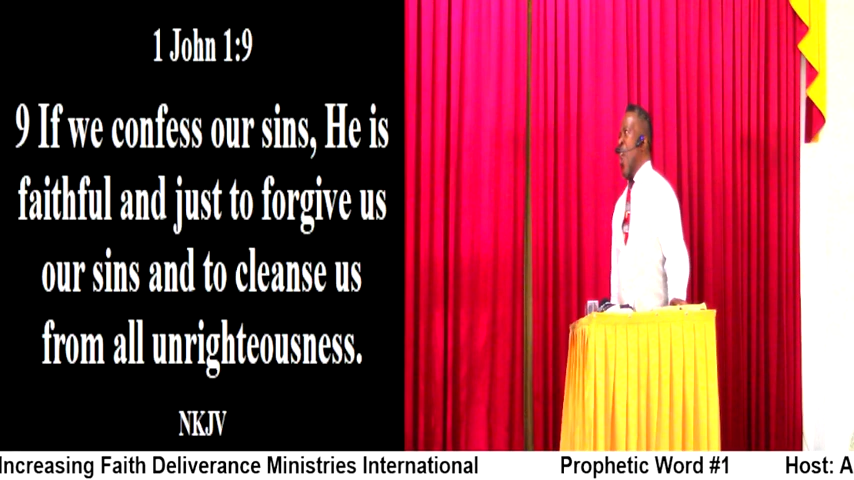 1 John 1:9
9 If we confess our sins, He is
faithful and just to forgive us
our sins and to cleanse us
from all unrighteousness.
NKJV
Increasing Faith Deliverance Ministries International Prophetic Word #1 Host: A